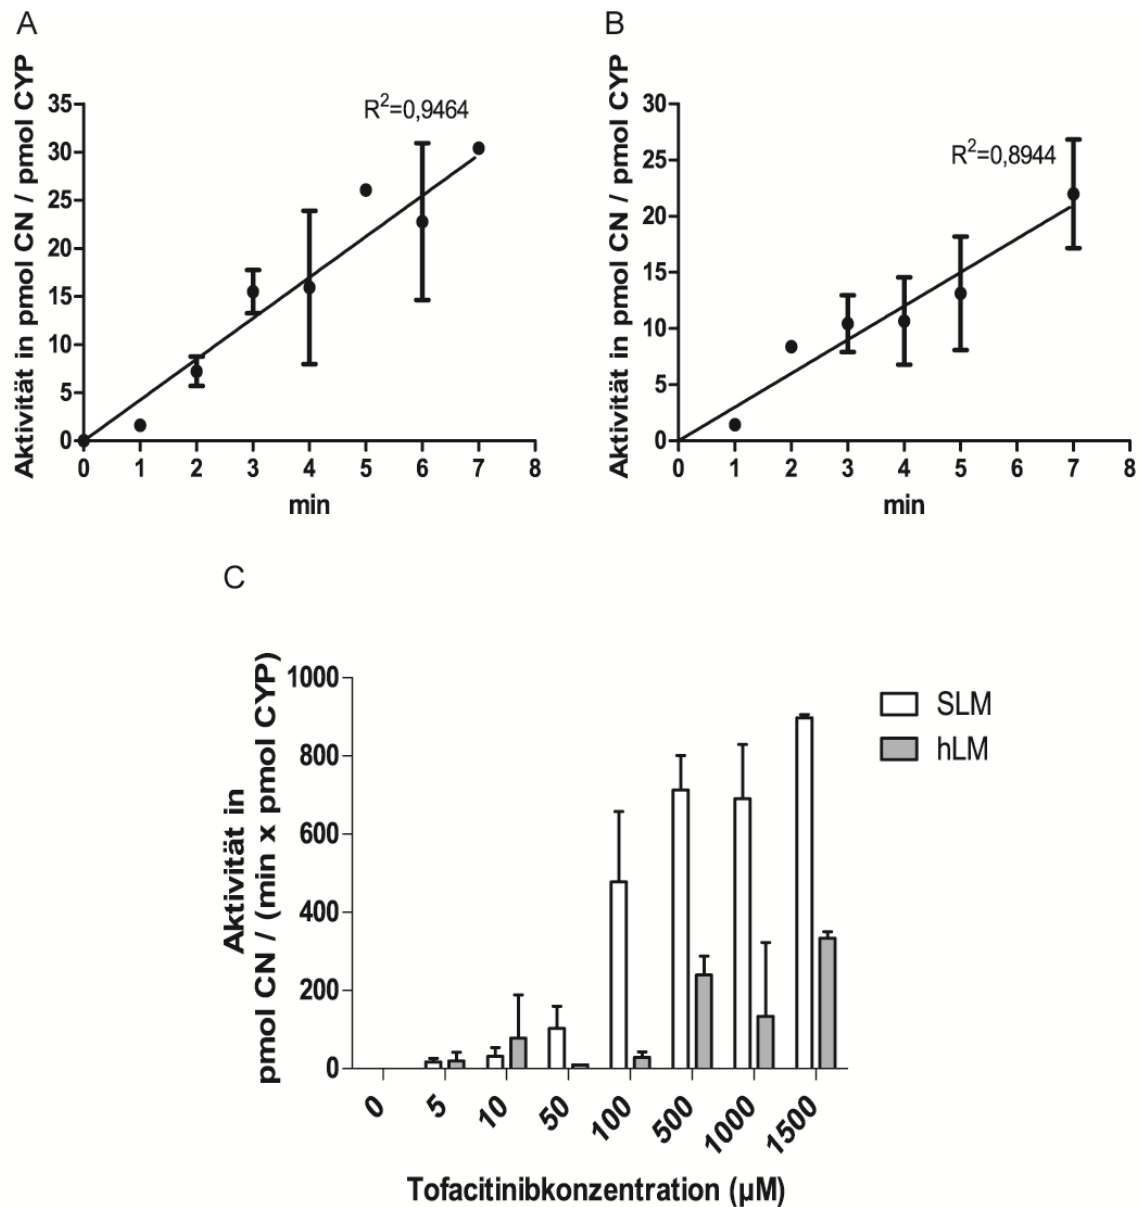 A
Aktivität in pmol CN / pmol CYP
35
30
25
20
15
10
5
0
R²=0,9464
0 1 2 3 4 5 6 7 8
min
B
Aktivität in pmol CN / pmol CYP
30
25
20
15
10
5
0
R²=0,8944
0 1 2 3 4 5 6 7 8
min
C
Aktivität in
pmol CN / (min x pmol CYP)
1000
800
600
400
200
0
SLM
hLM
0 5 10 50 100 500 1000 1500
Tofacitinibkonzentration (µM)